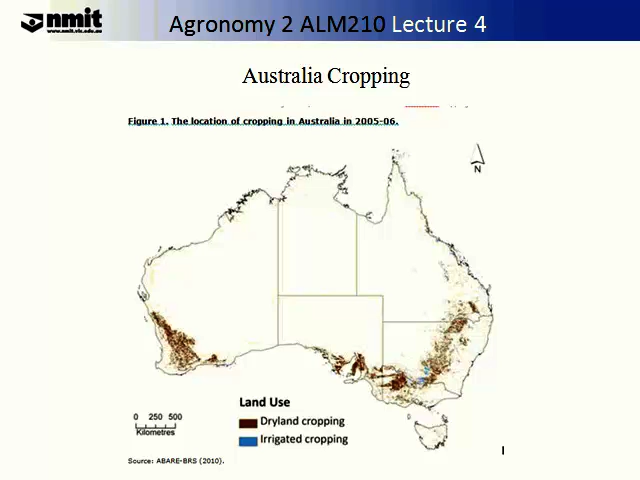 nmit
www.nmit.vic.edu.au
Agronomy 2 ALM210 Lecture 4
Australia Cropping
Figure 1. The location of cropping in Australia in 2005-06.
N
Land Use
Dryland cropping
Irrigated cropping
0 250 500
Kilometres
Source: ABARE-BRS (2010).